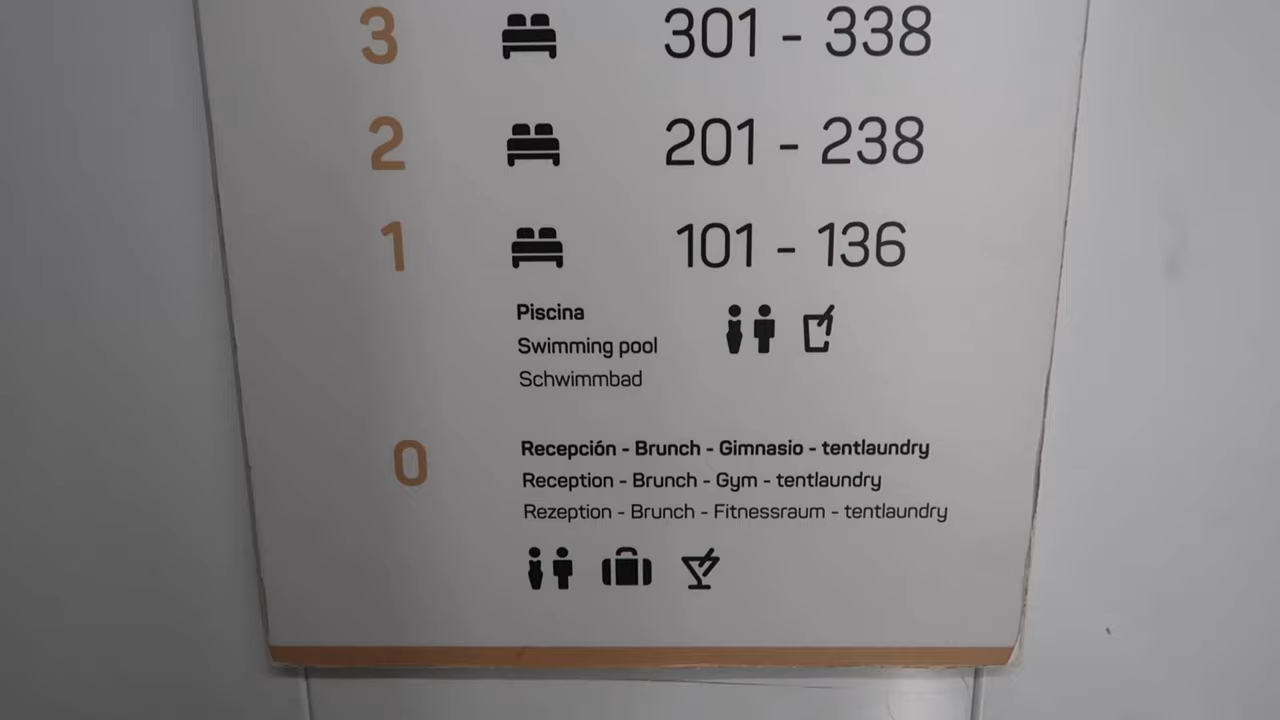 3 301 - 338
2 201 - 238
1 101 - 136
Piscina
Swimming pool
Schwimmbad
0 Recepción - Brunch - Gimnasio - tentlaundry
Reception - Brunch - Gym - tentlaundry
Rezeption - Brunch - Fitnessraum - tentlaundry